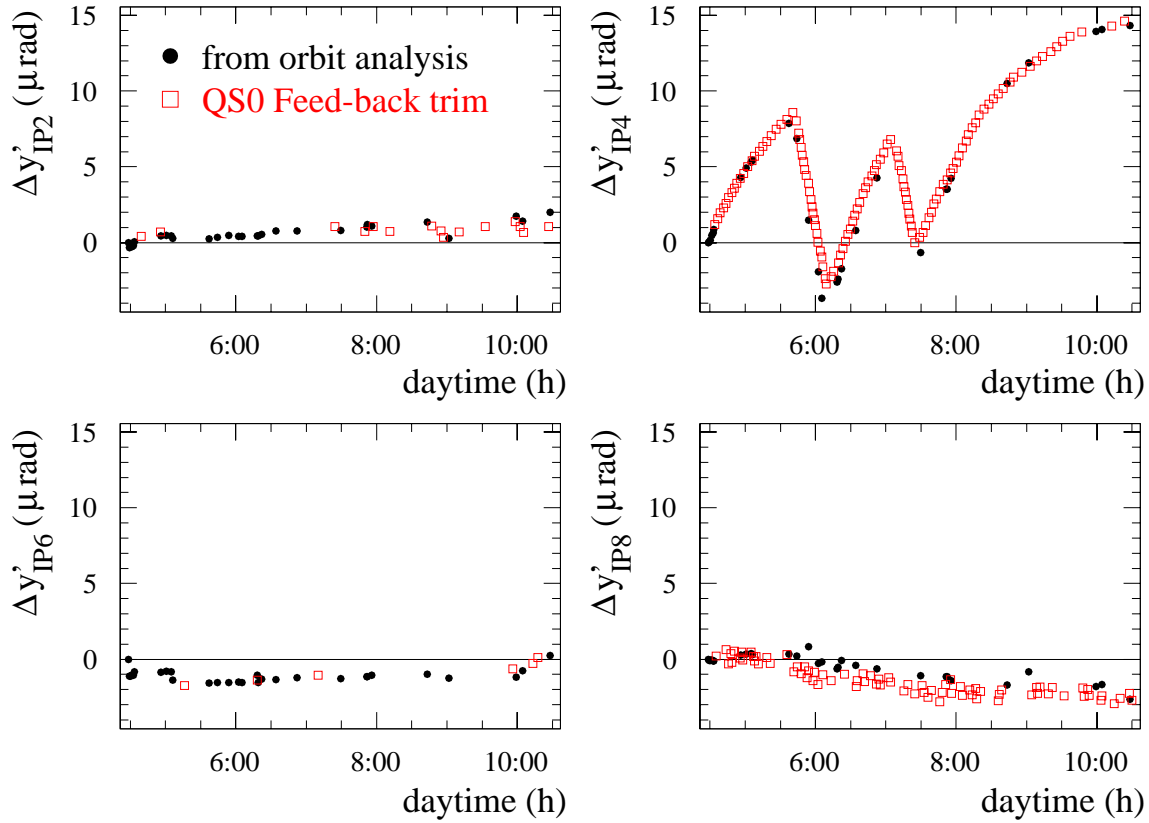 Δy'IP2 (μ rad)
15
10
5
0
● from orbit analysis
□ QS0 Feed-back trim
6:00 8:00 10:00
daytime (h)
Δy'IP4 (μ rad)
15
10
5
0
6:00 8:00 10:00
daytime (h)
Δy'IP6 (μ rad)
15
10
5
0
6:00 8:00 10:00
daytime (h)
Δy'IP8 (μ rad)
15
10
5
0
6:00 8:00 10:00
daytime (h)